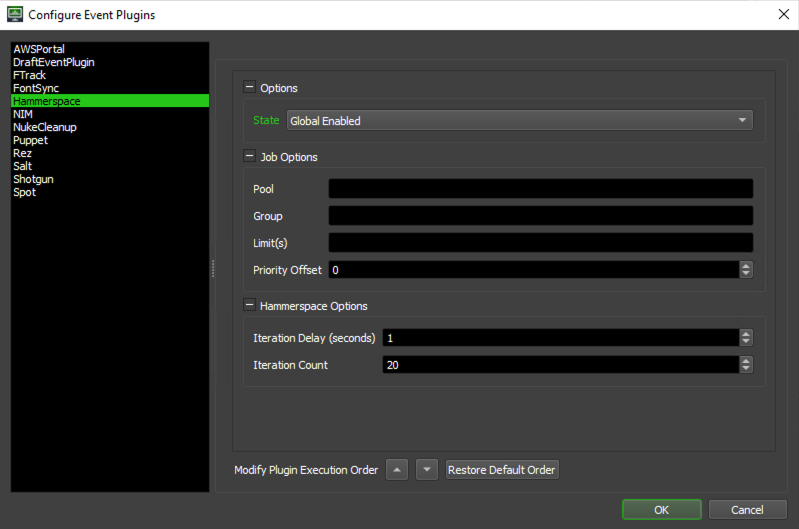 Configure Event Plugins
AWSPortal
DraftEventPlugin
FTrack
FontSync
Hammerspace
NIM
NukeCleanup
Puppet
Rez
Salt
Shotgun
Spot
Options
State Global Enabled
Job Options
Pool
Group
Limit(s)
Priority Offset 0
Hammerspace Options
Iteration Delay (seconds) 1
Iteration Count 20
Modify Plugin Execution Order Restore Default Order
OK Cancel